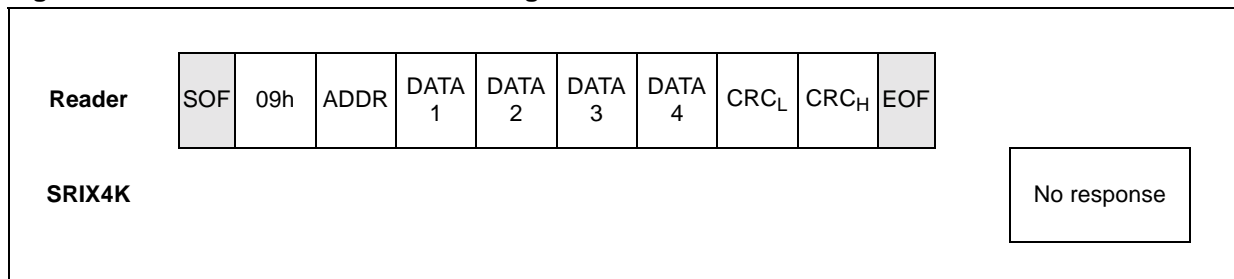 Reader SOF 09h ADDR DATA 1 DATA 2 DATA 3 DATA 4 CRCL CRCH EOF
SRIX4K No response